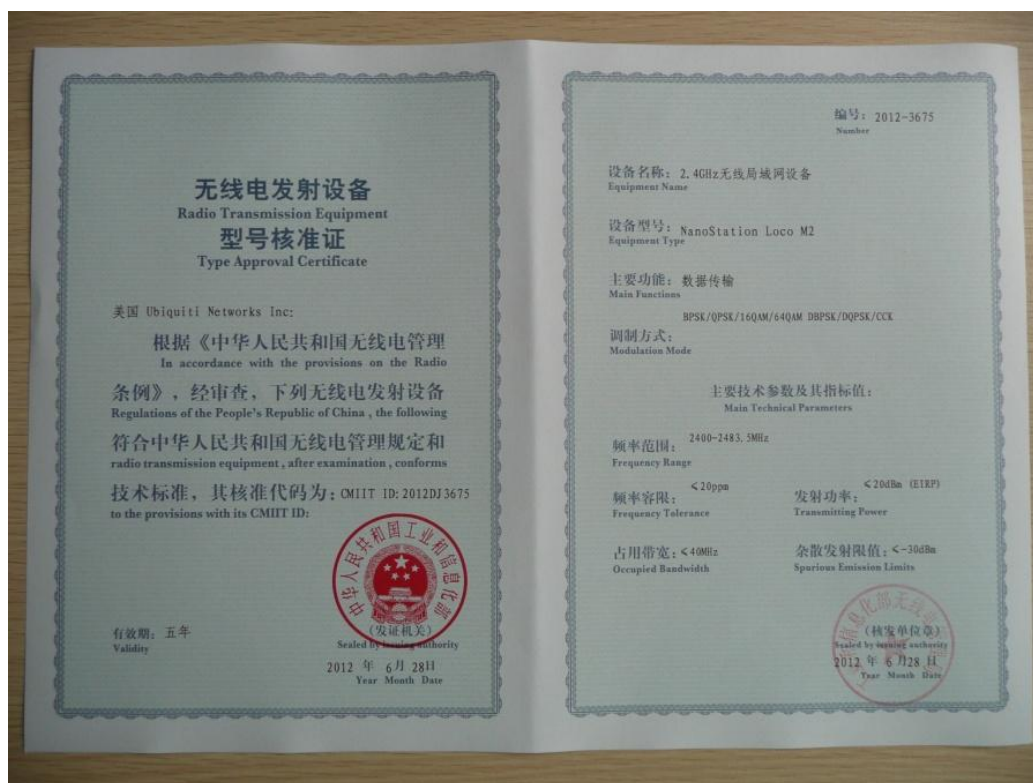 无线电发射设备
Radio Transmission Equipment
型号核准证
Type Approval Certificate
美国 Ubiquiti Networks Inc:
根据《中华人民共和国无线电管理
In accordance with the provisions on the Radio
条例》，经审查，下列无线电发射设备
Regulations of the People's Republic of China , the following
符合中华人民共和国无线电管理规定和
radio transmission equipment , after examination , conforms
技术标准，其核准代码为：CMIIT ID:2012DJ3675
to the provisions with its CMIIT ID:
中华人民共和国工业和信息化部
有效期：五年
Validity
(发证机关)
Sealed by issuing authority
2012 年 6月 28日
Year Month Date
编号：2012-3675
Number
设备名称：2.4GHz无线局域网设备
Equipment Name
设备型号：NanoStation Loco M2
Equipment Type
主要功能：数据传输
Main Functions
BPSK/QPSK/16QAM/64QAM DBPSK/DQPSK/CCK
调制方式：
Modulation Mode
主要技术参数及其指标值：
Main Technical Parameters
频率范围：2400-2483.5MHz
Frequency Range
频率容限：≤20ppm
Frequency Tolerance
发射功率：≤20dBm (EIRP)
Transmitting Power
占用带宽：≤40MHz
Occupied Bandwidth
杂散发射限值：≤-30dBm
Spurious Emission Limits
(核发单位章)
Sealed by issuing authority
2012 年 6 月28 日
Year Month Date